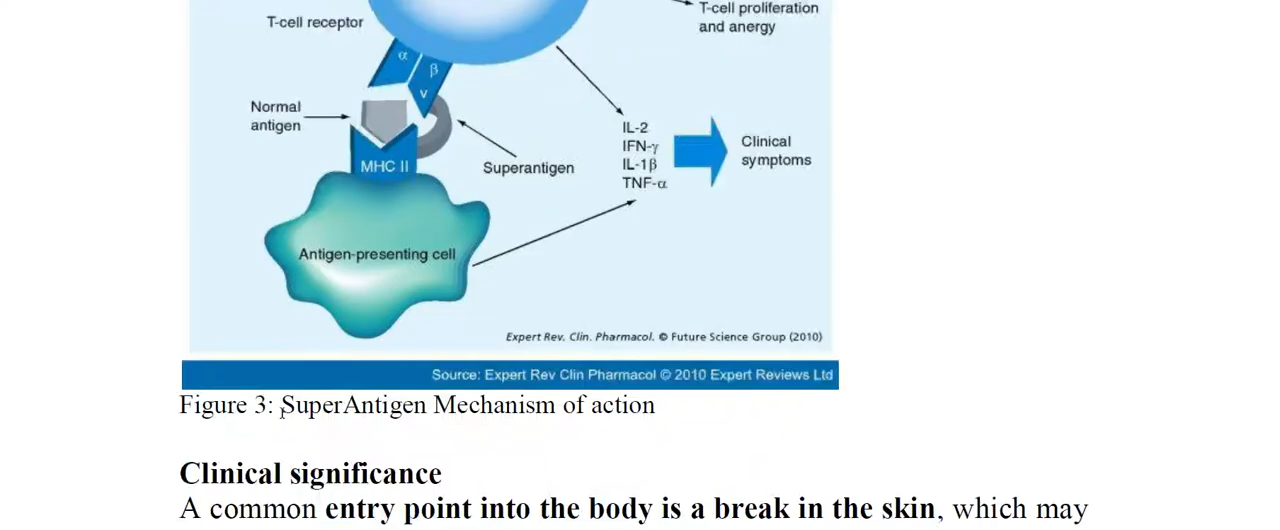 T-cell receptor
T-cell proliferation
and anergy
α
β
v
Normal
antigen
MHC II
Superantigen
IL-2
IFN-γ
IL-1β
TNF-α
Clinical
symptoms
Antigen-presenting cell
Expert Rev. Clin. Pharmacol. © Future Science Group (2010)
Source: Expert Rev Clin Pharmacol © 2010 Expert Reviews Ltd
Figure 3: SuperAntigen Mechanism of action
Clinical significance
A common entry point into the body is a break in the skin, which may